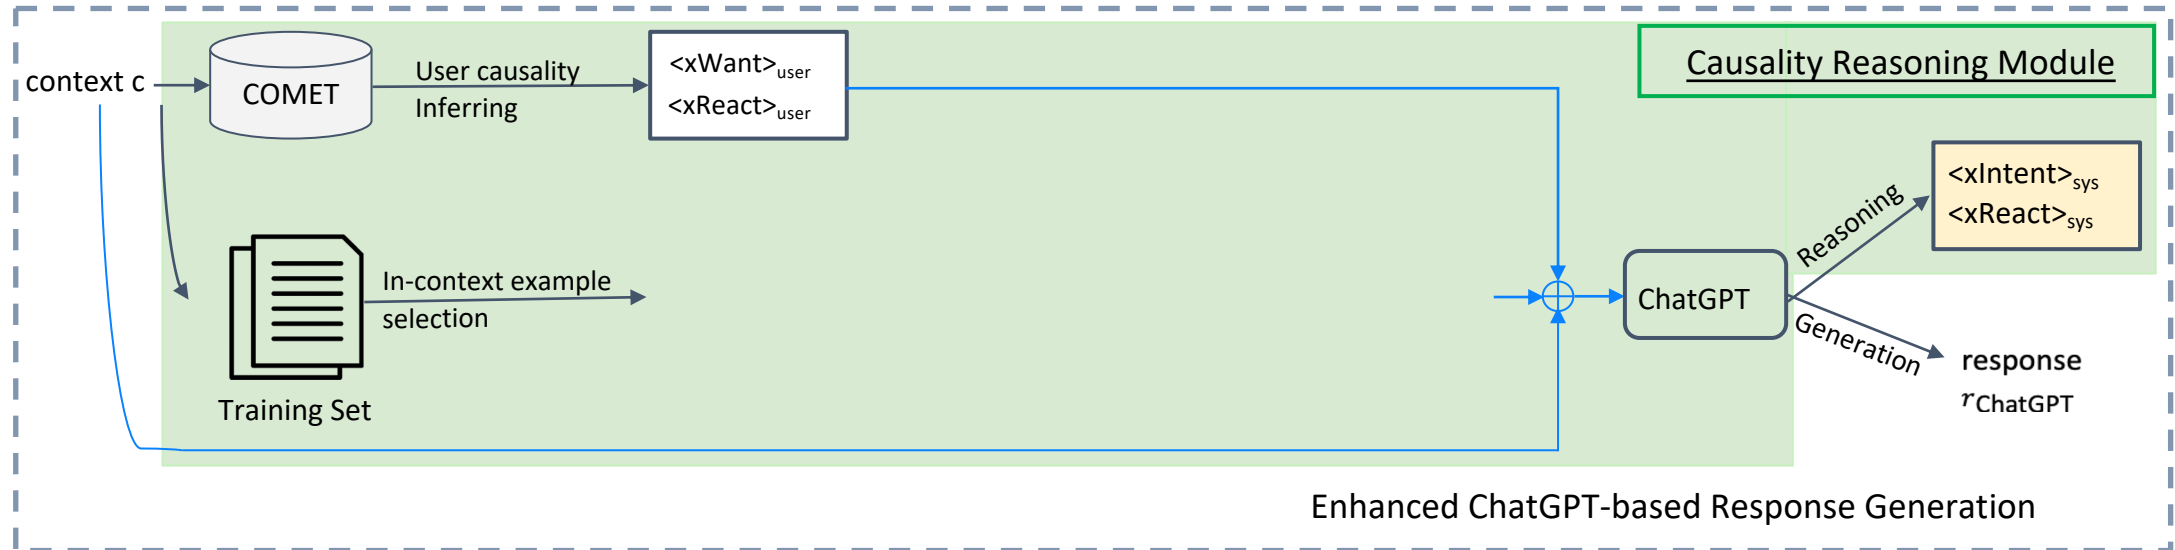 context c
COMET
User causality
Inferring
<xWant>user
<xReact>user
Causality Reasoning Module
<xIntent>sys
<xReact>sys
Reasoning
In-context example
selection
ChatGPT
Generation
response
rChatGPT
Training Set
Enhanced ChatGPT-based Response Generation